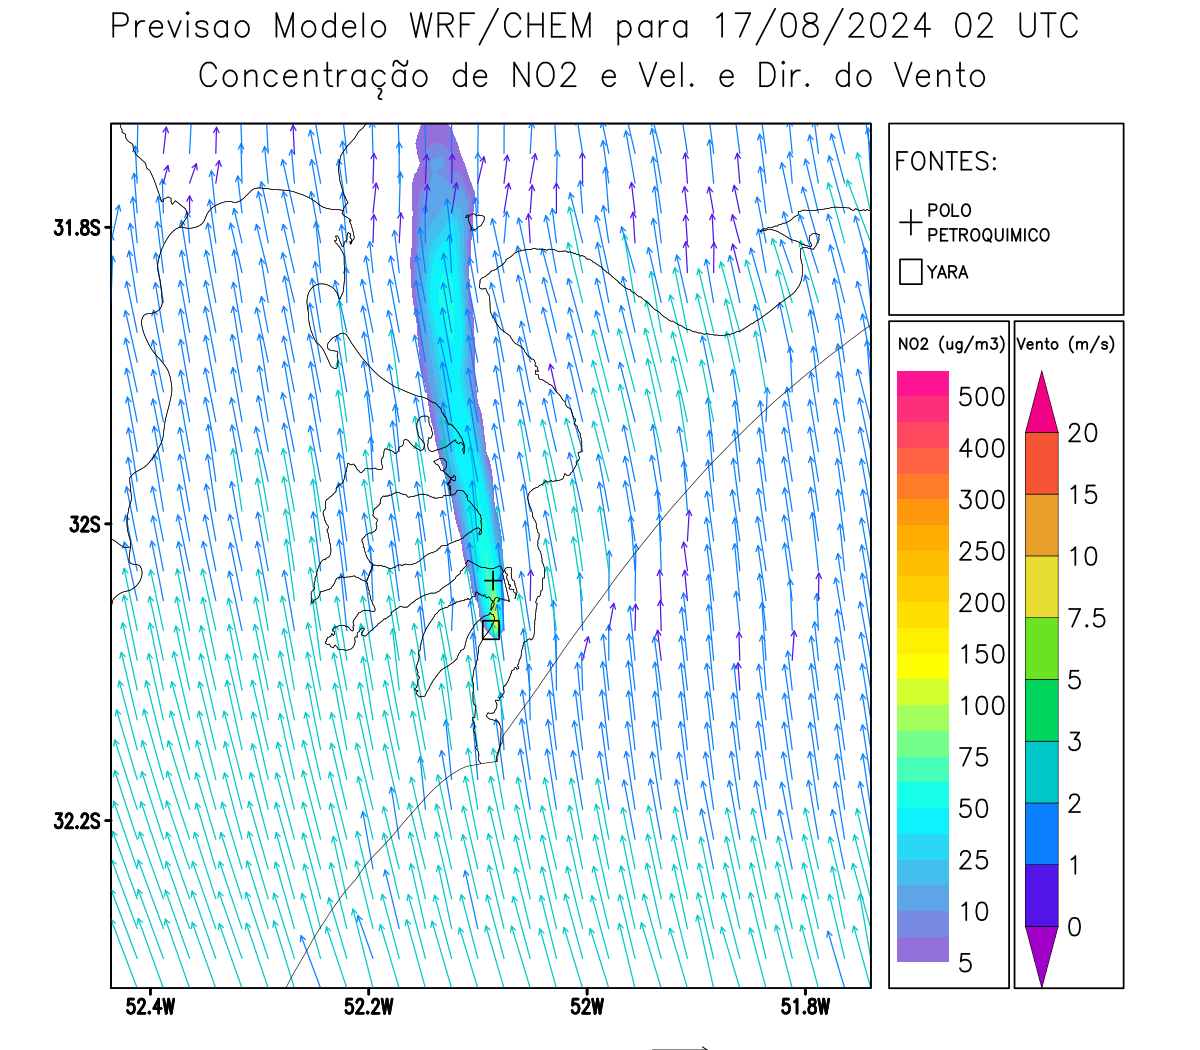 Previsao Modelo WRF/CHEM para 17/08/2024 02 UTC
Concentração de NO2 e Vel. e Dir. do Vento
FONTES:
POLO
PETROQUIMICO
YARA
NO2 (ug/m3)
500
400
300
250
200
150
100
75
50
25
10
5
Vento (m/s)
20
15
10
7.5
5
3
2
1
0
31.8S
32S
32.2S
52.4W 52.2W 52W 51.8W